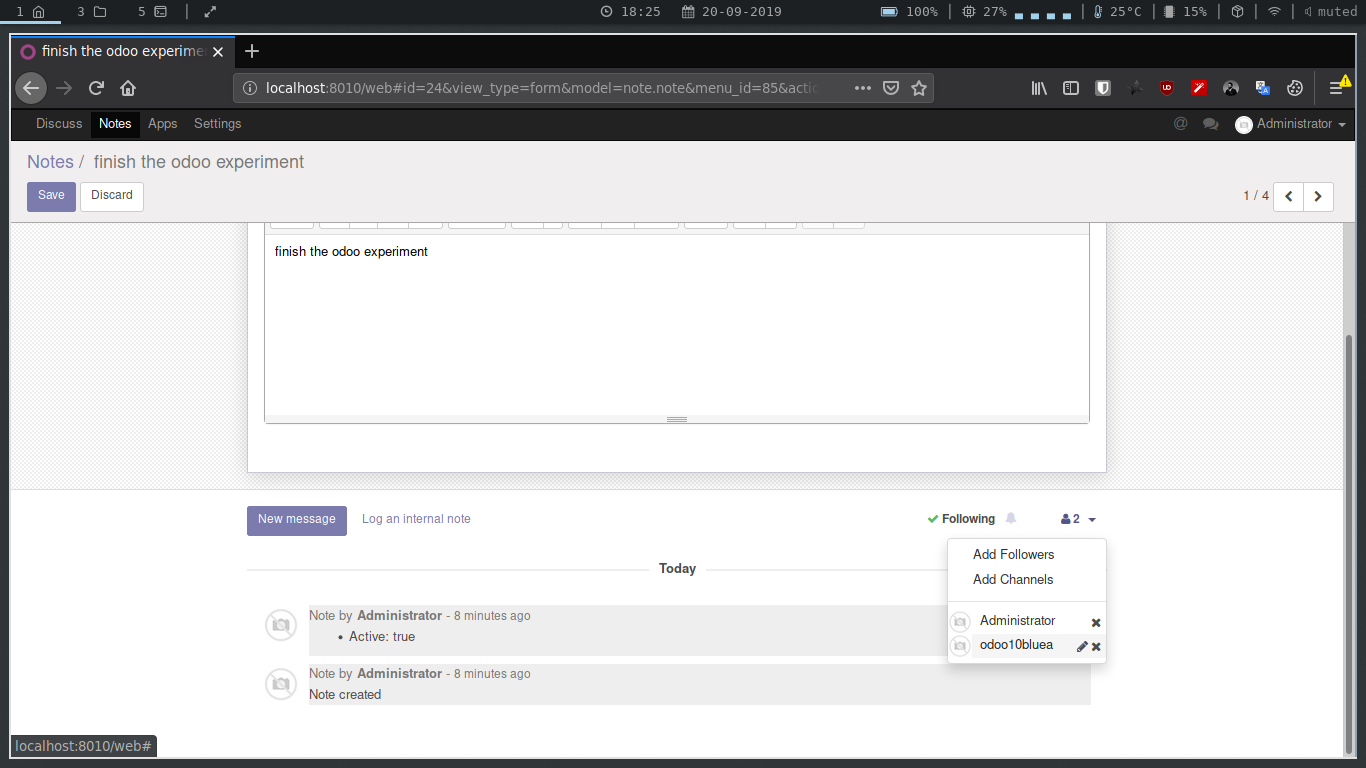 1 3 5 18:25 20-09-2019 100% 27% 25°C 15% muted
finish the odoo experime
localhost:8010/web#id=24&view_type=form&model=note.note&menu_id=85&actic
Discuss Notes Apps Settings @ Administrator
Notes / finish the odoo experiment
Save Discard 1 / 4
finish the odoo experiment
New message Log an internal note Following 2
Add Followers
Today
Add Channels
Note by Administrator - 8 minutes ago
Administrator
• Active: true
odoo10bluea
Note by Administrator - 8 minutes ago
Note created
localhost:8010/web#